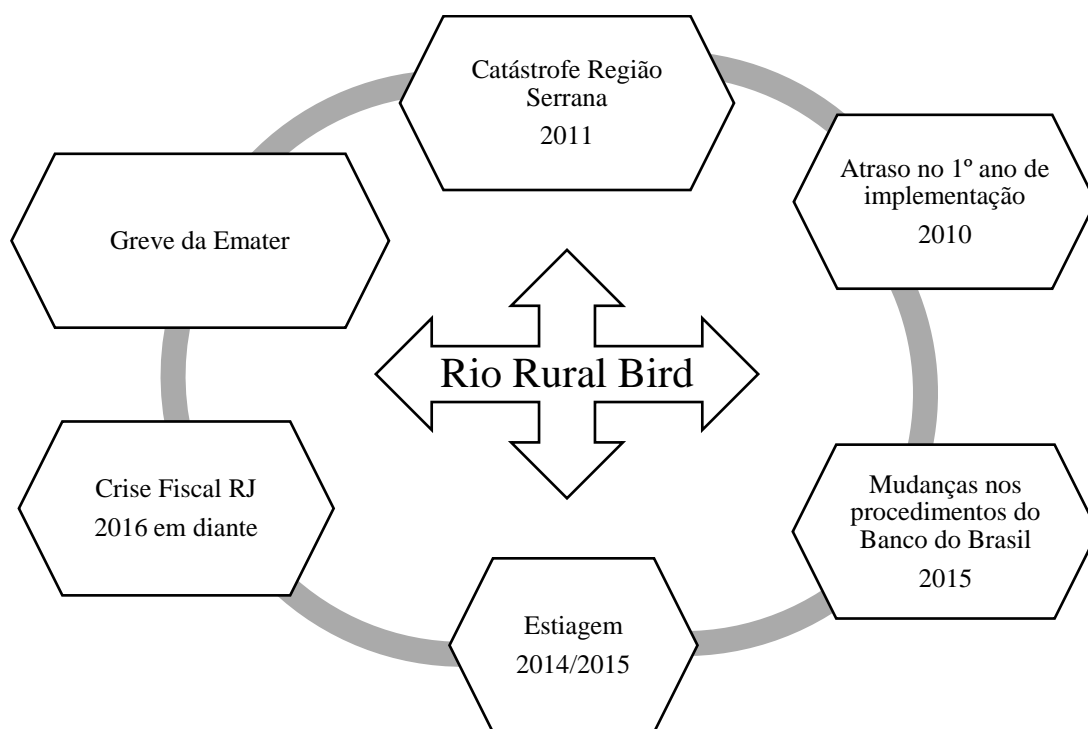 Catástrofe Região
Serrana
2011
Atraso no 1º ano de
implementação
2010
Greve da Emater
Rio Rural Bird
Crise Fiscal RJ
2016 em diante
Mudanças nos
procedimentos do
Banco do Brasil
2015
Estiagem
2014/2015